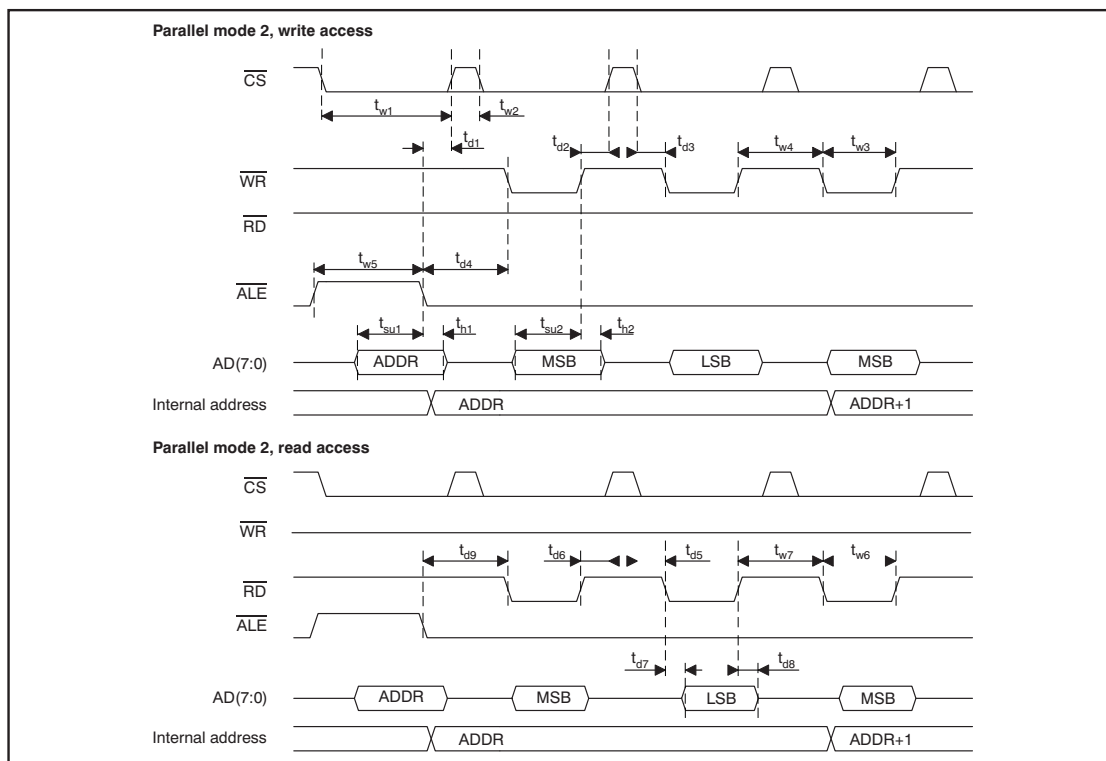 Parallel mode 2, write access
CS
tw1
tw2
td1
td2
td3
tw4
tw3
WR
RD
tw5
td4
ALE
tsu1
th1
tsu2
th2
AD(7:0)
ADDR
MSB
LSB
MSB
Internal address
ADDR
ADDR+1
Parallel mode 2, read access
CS
WR
td9
td6
td5
tw7
tw6
RD
ALE
td7
td8
AD(7:0)
ADDR
MSB
LSB
MSB
Internal address
ADDR
ADDR+1